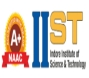 A+
NAAC
IIST
Indore Institute of
Science & Technology